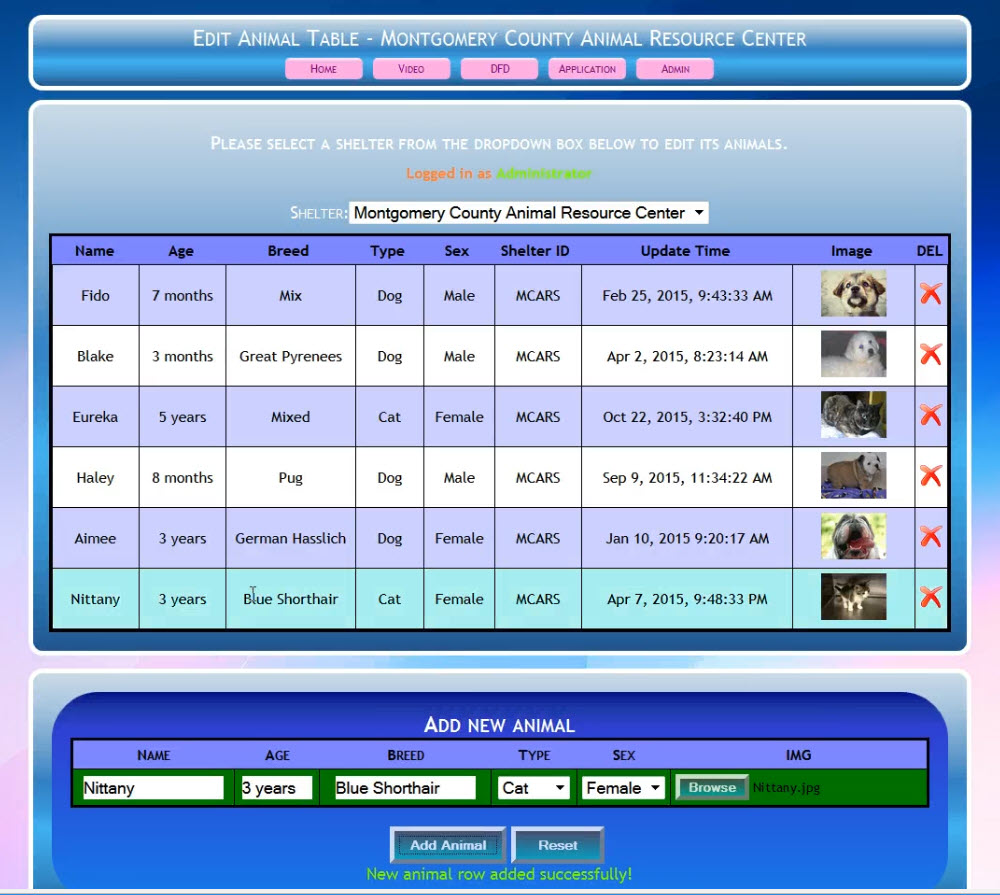 Edit Animal Table - Montgomery County Animal Resource Center
Home Video DFD Application Admin
Please select a shelter from the dropdown box below to edit its animals.
Logged in as Administrator
Shelter: Montgomery County Animal Resource Center
Name Age Breed Type Sex Shelter ID Update Time Image DEL
Fido 7 months Mix Dog Male MCARS Feb 25, 2015, 9:43:33 AM
Blake 3 months Great Pyrenees Dog Male MCARS Apr 2, 2015, 8:23:14 AM
Eureka 5 years Mixed Cat Female MCARS Oct 22, 2015, 3:32:40 PM
Haley 8 months Pug Dog Male MCARS Sep 9, 2015, 11:34:22 AM
Aimee 3 years German Hasslich Dog Female MCARS Jan 10, 2015 9:20:17 AM
Nittany 3 years Blue Shorthair Cat Female MCARS Apr 7, 2015, 9:48:33 PM
Add new animal
Name Age Breed Type Sex IMG
Nittany 3 years Blue Shorthair Cat Female Browse Nittany.jpg
Add Animal Reset
New animal row added successfully!